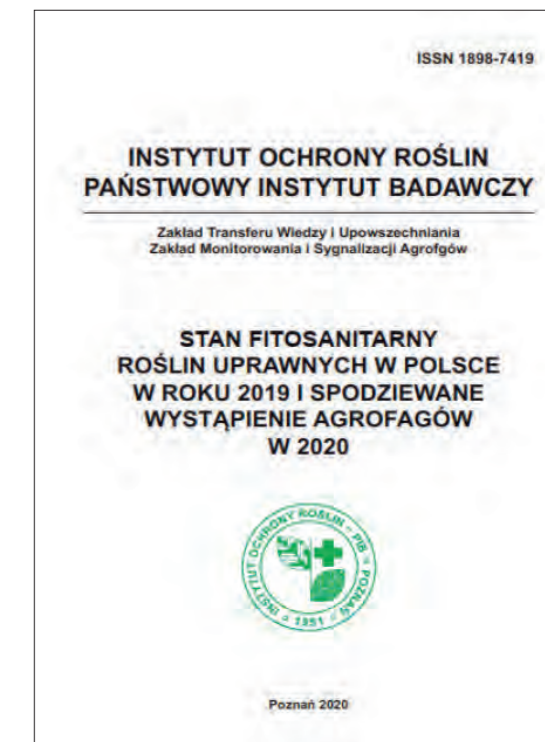 ISSN 1898-7419
INSTYTUT OCHRONY ROŚLIN
PAŃSTWOWY INSTYTUT BADAWCZY
Zakład Transferu Wiedzy i Upowszechniania
Zakład Monitorowania i Sygnalizacji Agrofgów
STAN FITOSANITARNY
ROŚLIN UPRAWNYCH W POLSCE
W ROKU 2019 I SPODZIEWANE
WYSTĄPIENIE AGROFAGÓW
W 2020
INSTYTUT OCHRONY ROŚLIN – PIB = POZNAŃ = 1951 =
Poznań 2020